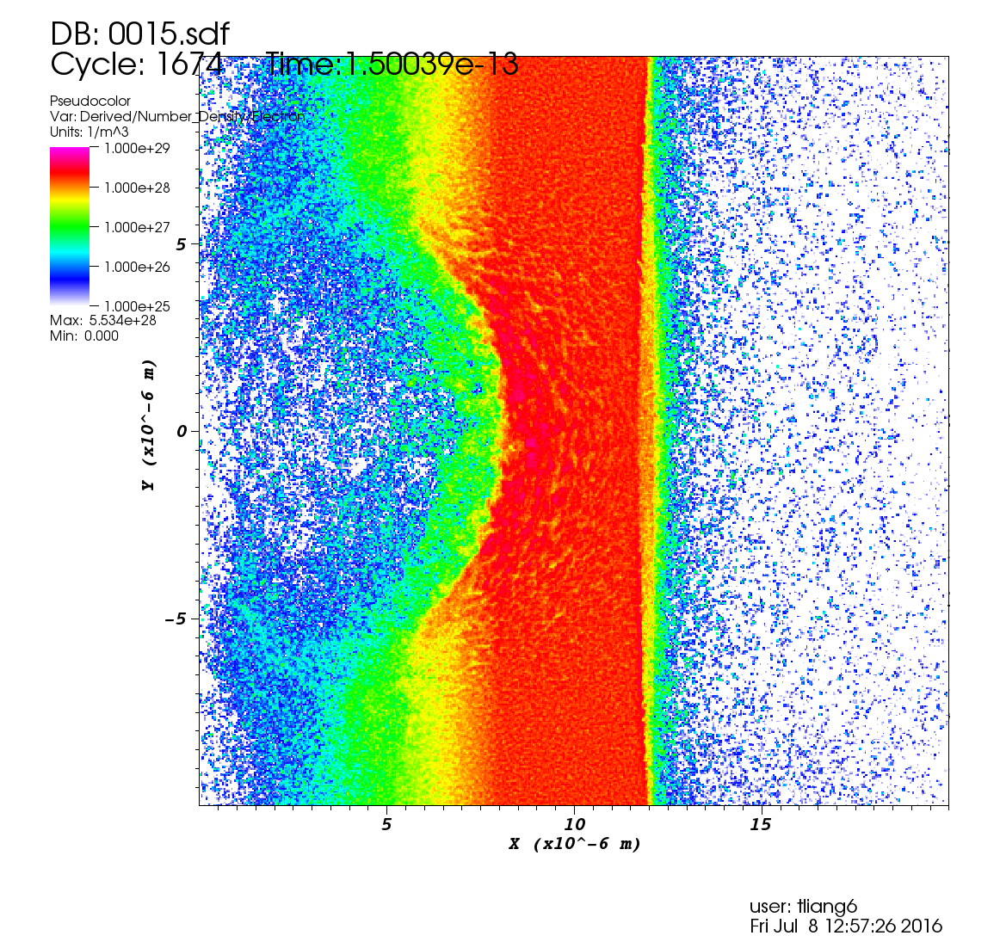 DB: 0015.sdf
Cycle: 1674 Time:1.50039e-13
Pseudocolor
Var: Derived/Number_Density/Electron
Units: 1/m^3
1.000e+29
1.000e+28
1.000e+27
1.000e+26
1.000e+25
Max: 5.534e+28
Min: 0.000
5
0
-5
Y (x10^-6 m)
5
10
15
X (x10^-6 m)
user: tliang6
Fri Jul 8 12:57:26 2016